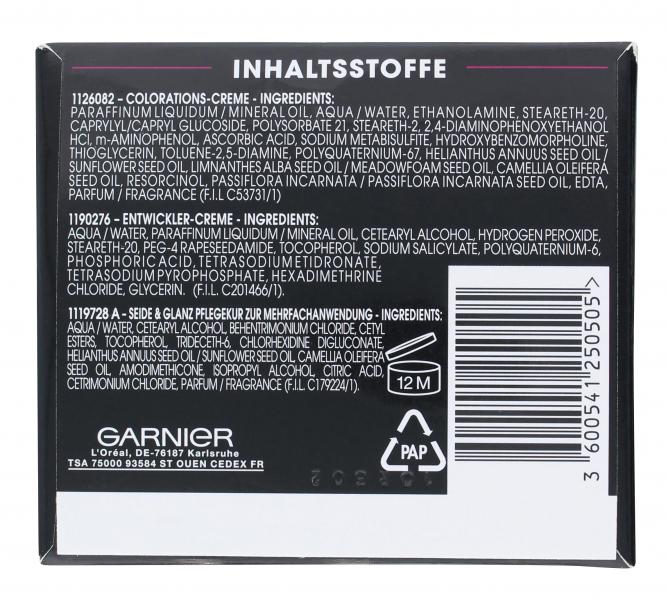 INHALTSSTOFFE
1126082 – COLORATIONS-CREME – INGREDIENTS:
PARAFFINUM LIQUIDUM / MINERAL OIL, AQUA / WATER, ETHANOLAMINE, STEARETH-20,
CAPRYLYL/CAPRYL GLUCOSIDE, POLYSORBATE 21, STEARETH-2, 2,4-DIAMINOPHENOXYETHANOL
HCl, m-AMINOPHENOL, ASCORBIC ACID, SODIUM METABISULFITE, HYDROXYBENZOMORPHOLINE,
THIOGLYCERIN, TOLUENE-2,5-DIAMINE, POLYQUATERNIUM-67, HELIANTHUS ANNUUS SEED OIL /
SUNFLOWER SEED OIL, LIMNANTHES ALBA SEED OIL / MEADOWFOAM SEED OIL, CAMELLIA OLEIFERA
SEED OIL, RESORCINOL, PASSIFLORA INCARNATA / PASSIFLORA INCARNATA SEED OIL, EDTA,
PARFUM / FRAGRANCE (F.I.L C53731/1)
1190276 – ENTWICKLER-CREME – INGREDIENTS:
AQUA / WATER, PARAFFINUM LIQUIDUM / MINERAL OIL, CETEARYL ALCOHOL, HYDROGEN PEROXIDE,
STEARETH-20, PEG-4 RAPESEEDAMIDE, TOCOPHEROL, SODIUM SALICYLATE, POLYQUATERNIUM-6,
PHOSPHORIC ACID, TETRASODIUM ETIDRONATE,
TETRASODIUM PYROPHOSPHATE, HEXADIMETHRINE
CHLORIDE, GLYCERIN. (F.I.L. C201466/1).
1119728 A – SEIDE & GLANZ PFLEGEKUR ZUR MEHRFACHANWENDUNG - INGREDIENTS:
AQUA / WATER, CETEARYL ALCOHOL, BEHENTRIMONIUM CHLORIDE, CETYL
ESTERS, TOCOPHEROL, TRIDECETH-6, CHLORHEXIDINE DIGLUCONATE,
HELIANTHUS ANNUUS SEED OIL / SUNFLOWER SEED OIL, CAMELLIA OLEIFERA
SEED OIL, AMODIMETHICONE, ISOPROPYL ALCOHOL, CITRIC ACID,
CETRIMONIUM CHLORIDE, PARFUM / FRAGRANCE (F.I.L C179224/1).
12 M
GARNIER
L'Oréal, DE-76187 Karlsruhe
TSA 75000 93584 ST OUEN CEDEX FR
PAP
3 600541 250505 >